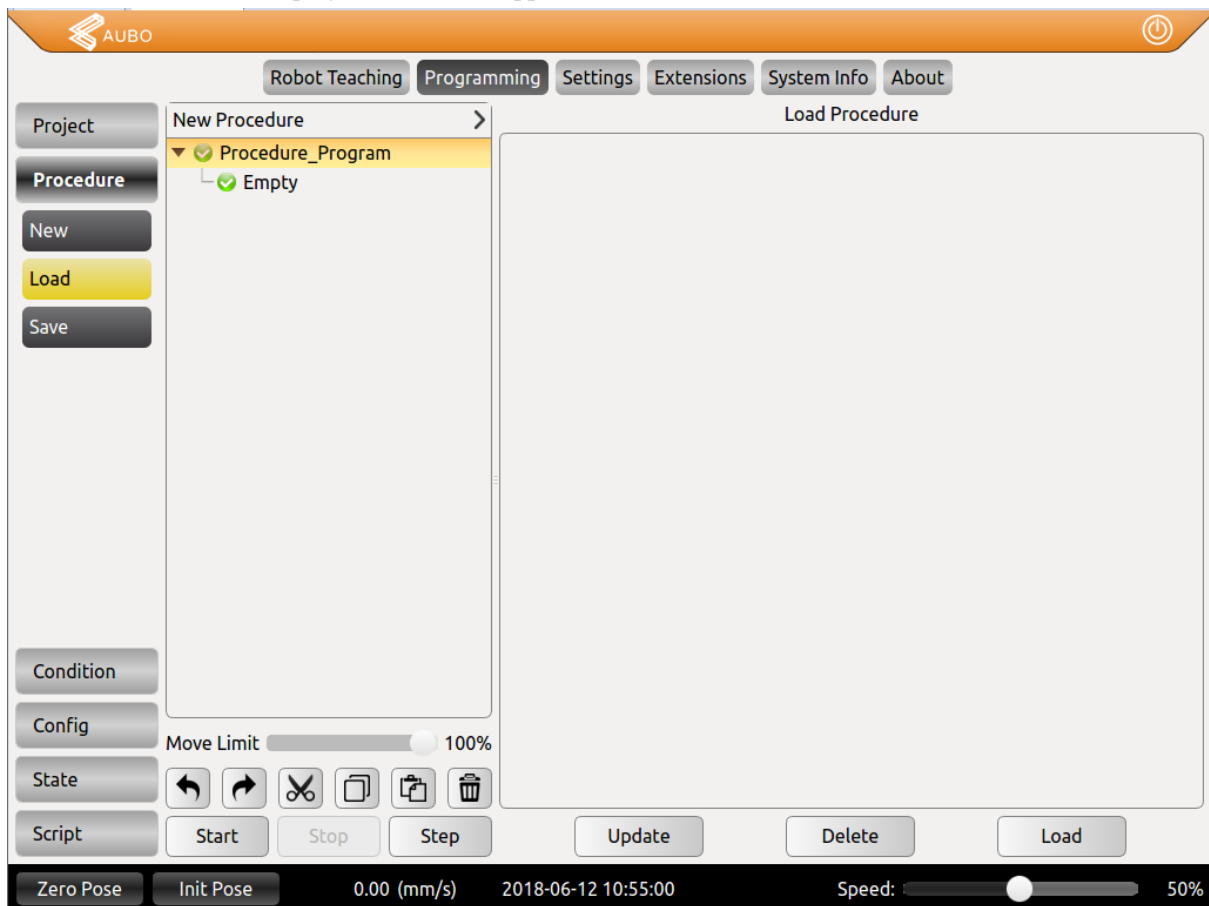 AUBO
Robot Teaching Programming Settings Extensions System Info About
Project
Procedure
New
Load
Save
Condition
Config
State
Script
New Procedure
Procedure_Program
Empty
Move Limit 100%
Start Stop Step
Load Procedure
Update Delete Load
Zero Pose Init Pose 0.00 (mm/s) 2018-06-12 10:55:00 Speed: 50%